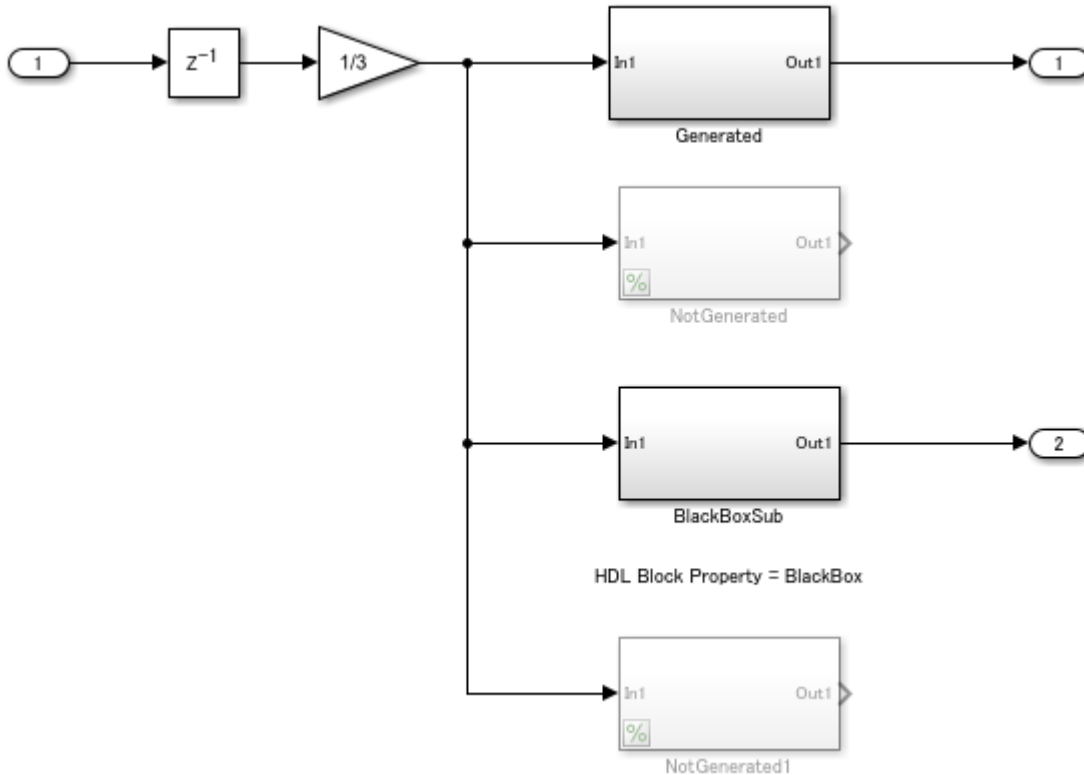 1
Z⁻¹
1/3
In1
Out1
1
Generated
In1
Out1
%
NotGenerated
In1
Out1
2
BlackBoxSub
HDL Block Property = BlackBox
In1
Out1
%
NotGenerated1